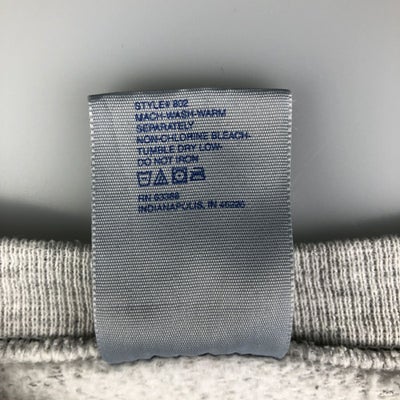 STYLE# 802
MACH-WASH-WARM
SEPARATELY
NON-CHLORINE BLEACH-
TUMBLE DRY LOW-
DO NOT IRON
RN 93389
INDIANAPOLIS, IN 46226